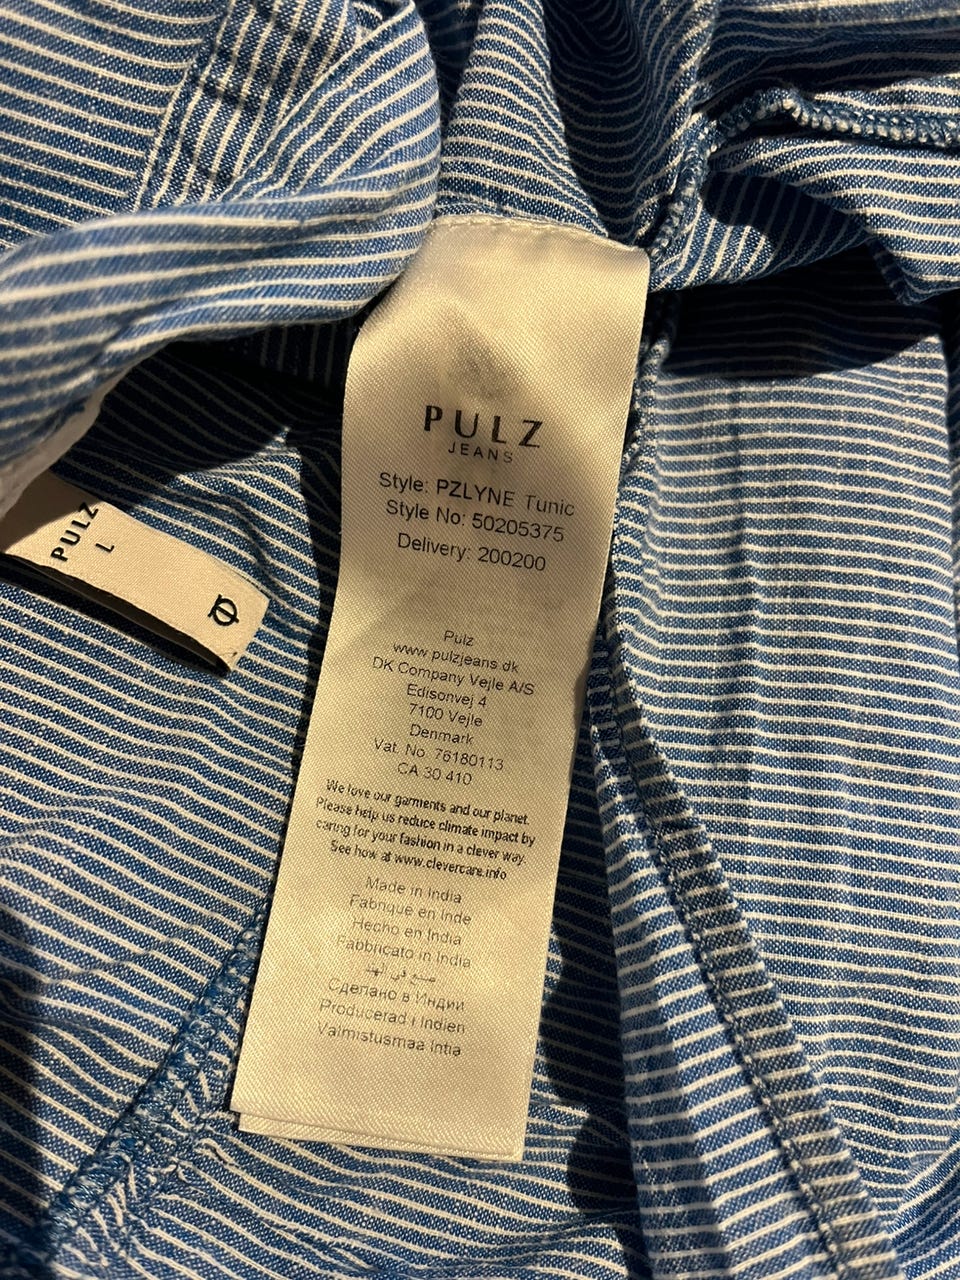 PULZ
JEANS
Style: PZLYNE Tunic
Style No: 50205375
Delivery: 200200
Pulz
www.pulzjeans.dk
DK Company Vejle A/S
Edisonvej 4
7100 Vejle
Denmark
Vat. No. 76180113
CA 30 410
We love our garments and our planet.
Please help us reduce climate impact by
caring for your fashion in a clever way.
See how at www.clevercare.info
Made in India
Fabriqué en Inde
Hecho en India
Fabbricato in India
صنع في الهند
Сделано в Индии
Producerad i Indien
Valmistusmaa Intia
PULZ
L